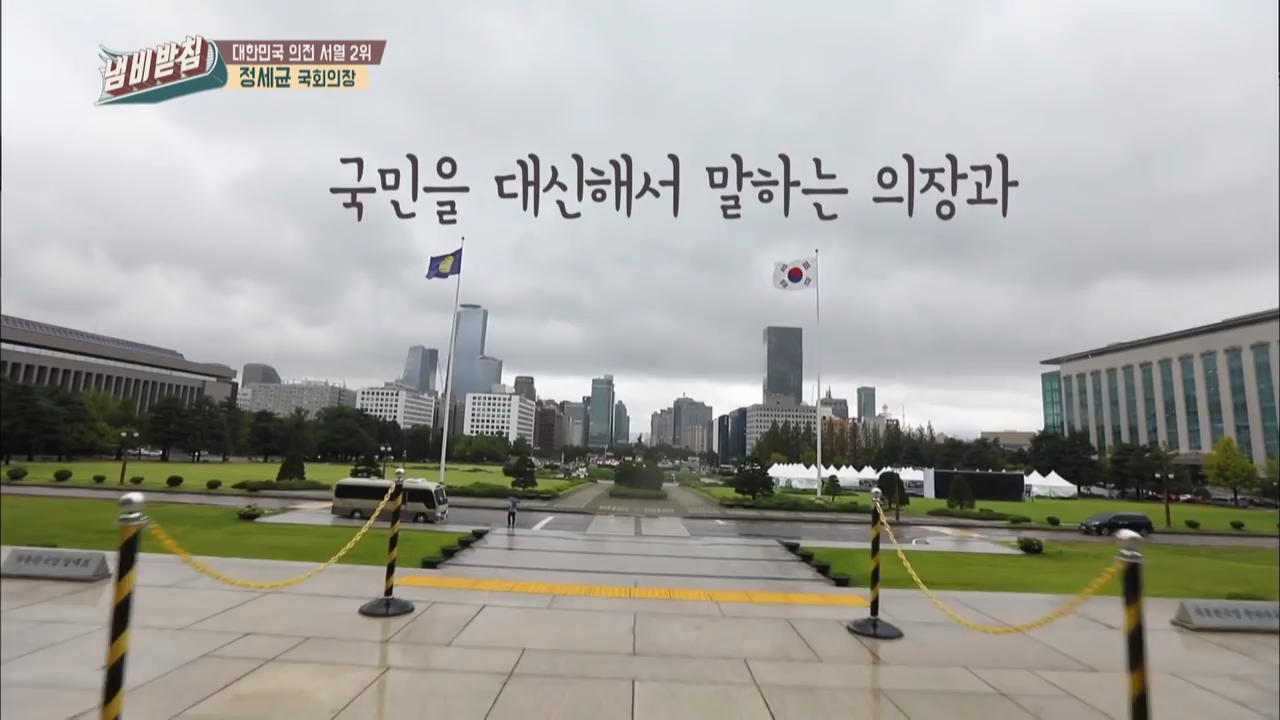 냄비받침
대한민국 의전 서열 2위
정세균 국회의장
국민을 대신해서 말하는 의장과